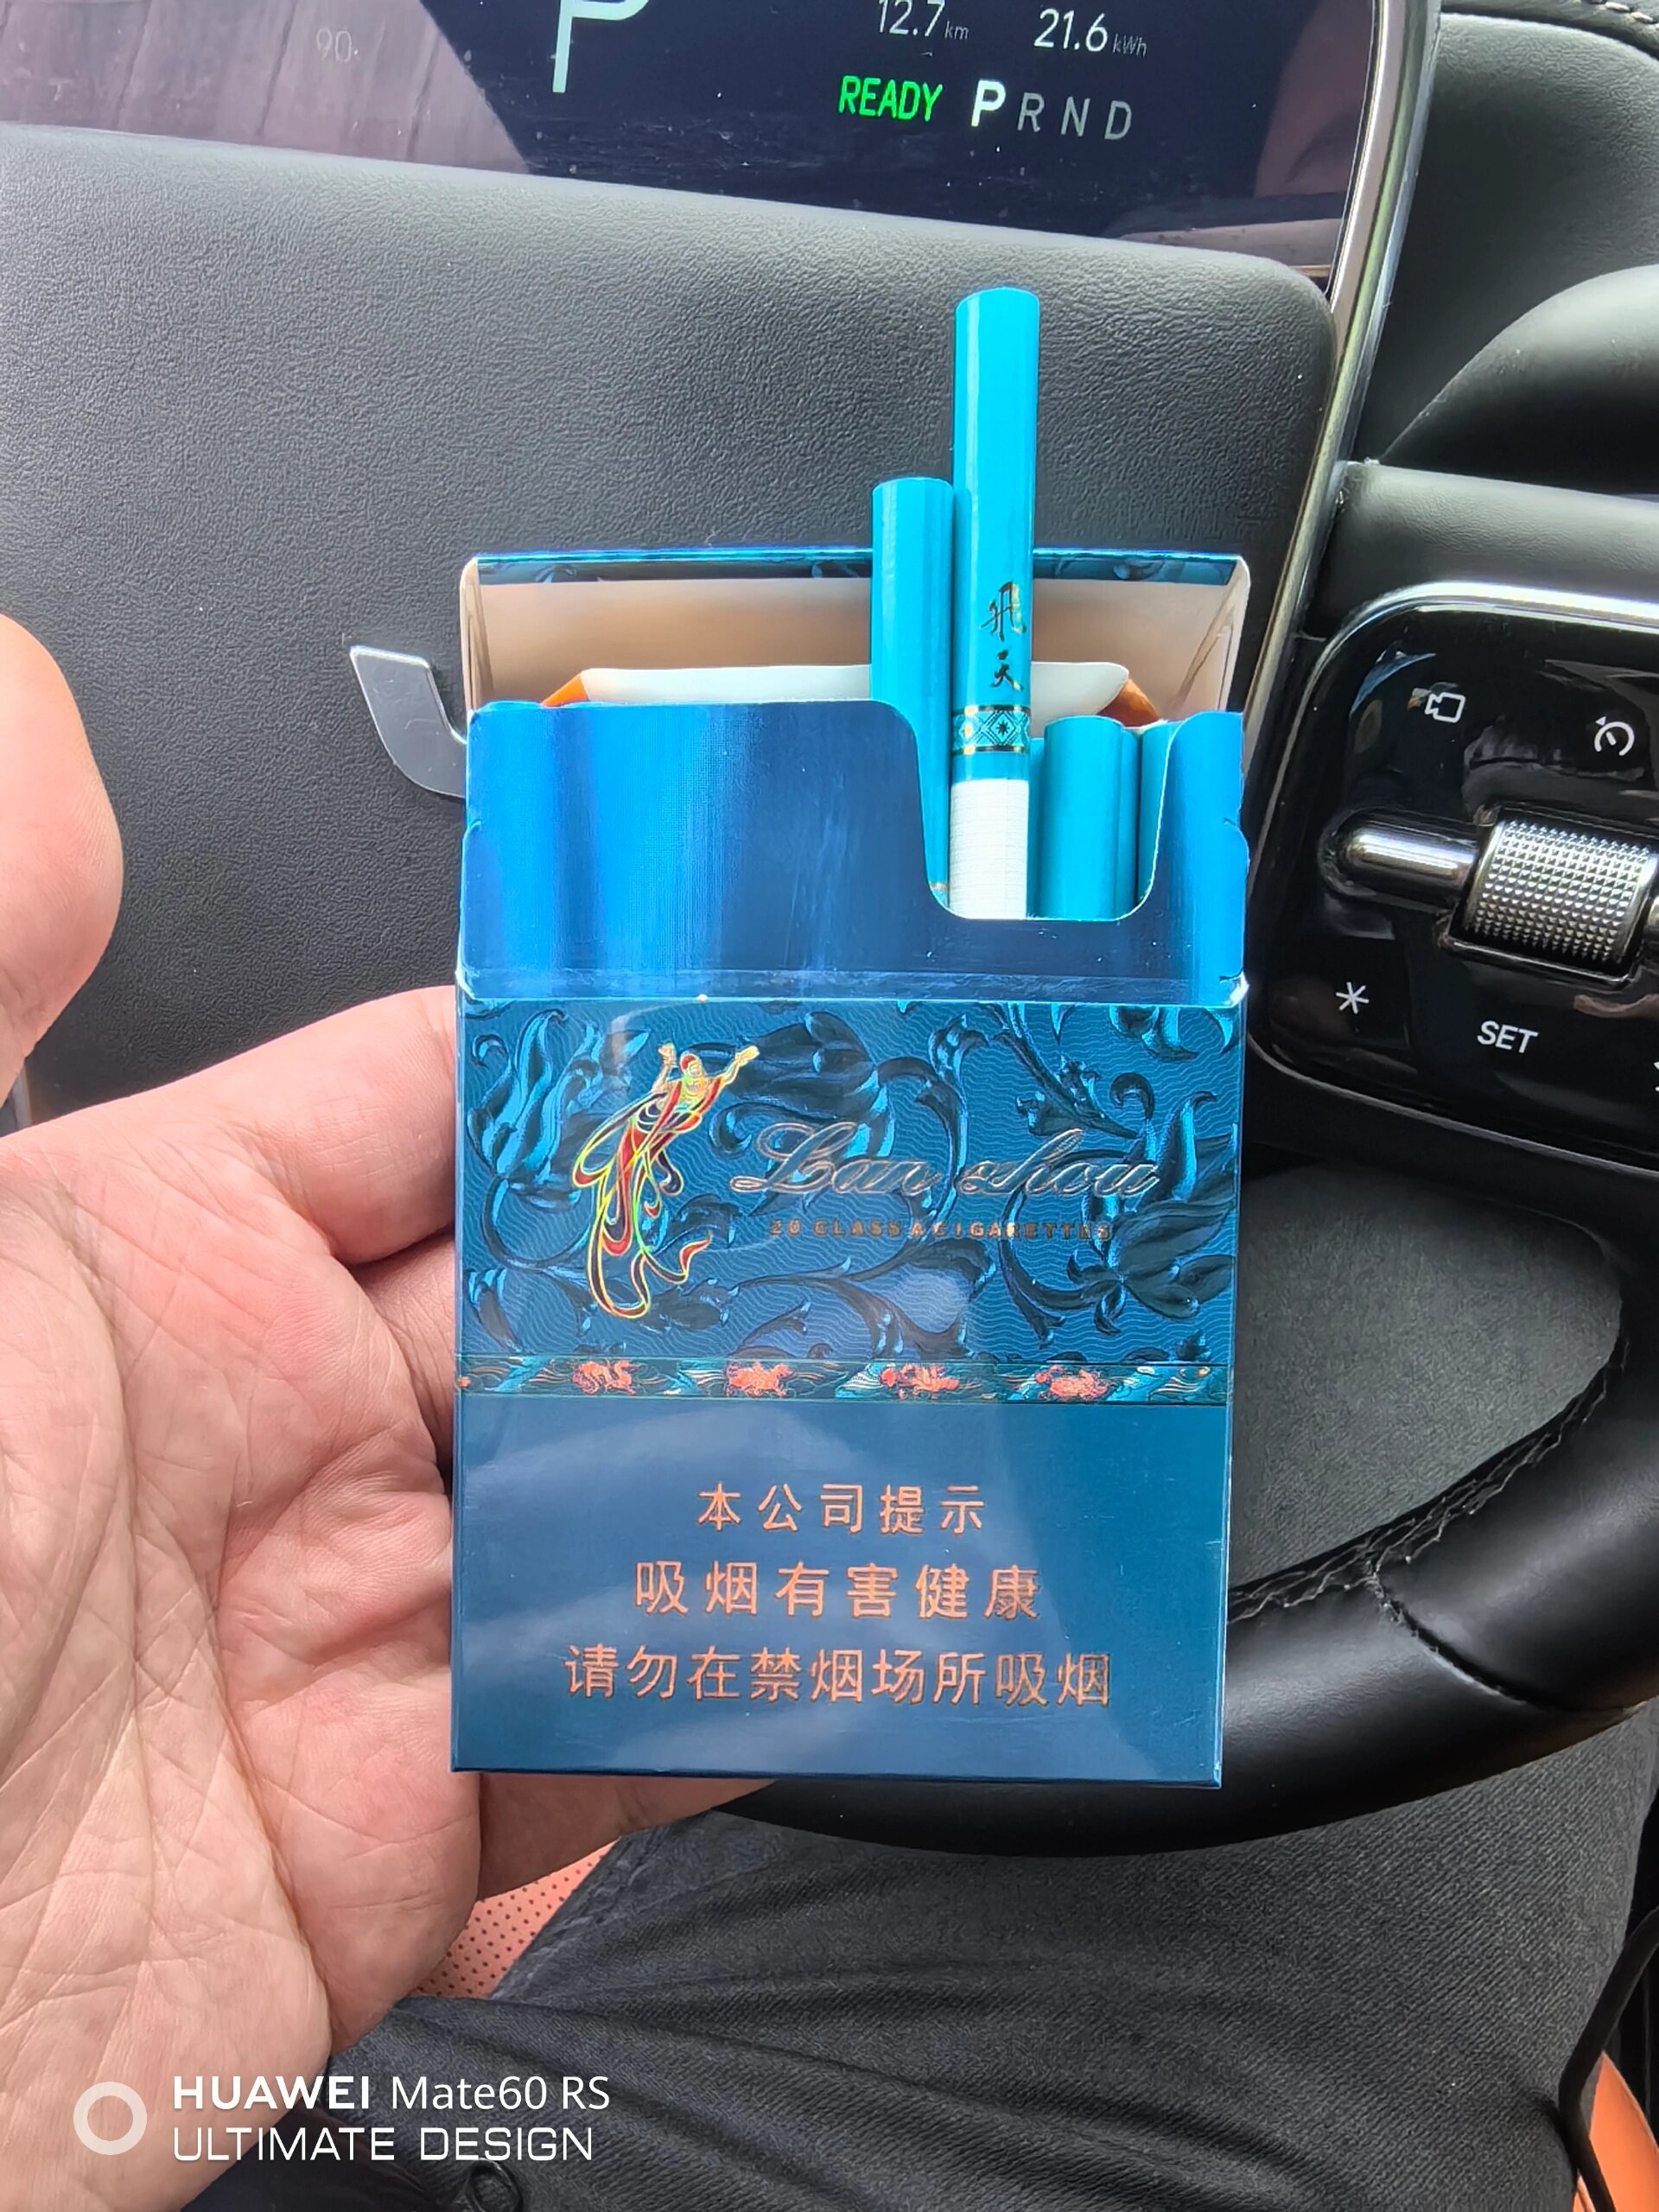 90
P
12.7 km 21.6 kWh
READY P R N D
飛天
SET
Lan zhou
20 CLASS A CIGARETTES
本公司提示
吸烟有害健康
请勿在禁烟场所吸烟
HUAWEI Mate60 RS
ULTIMATE DESIGN